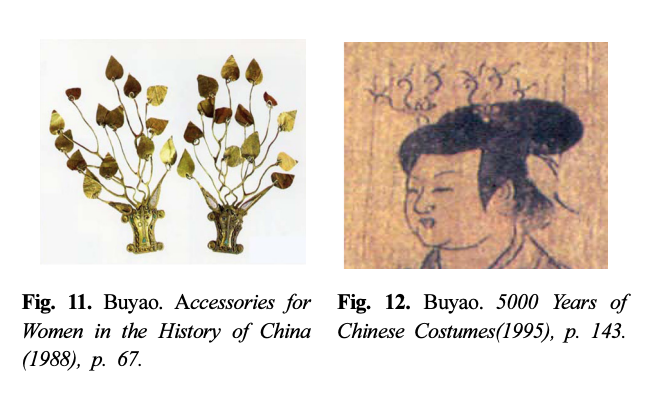 Fig. 11. Buyao. Accessories for
Women in the History of China
(1988), p. 67.
Fig. 12. Buyao. 5000 Years of
Chinese Costumes(1995), p. 143.